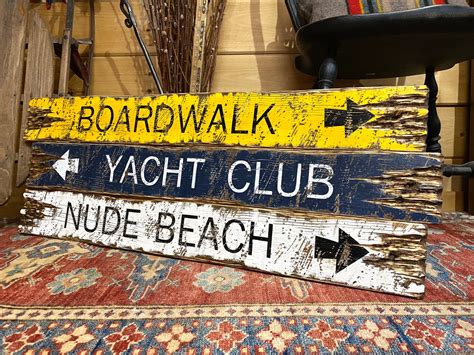 BOARDWALK
YACHT CLUB
NUDE BEACH